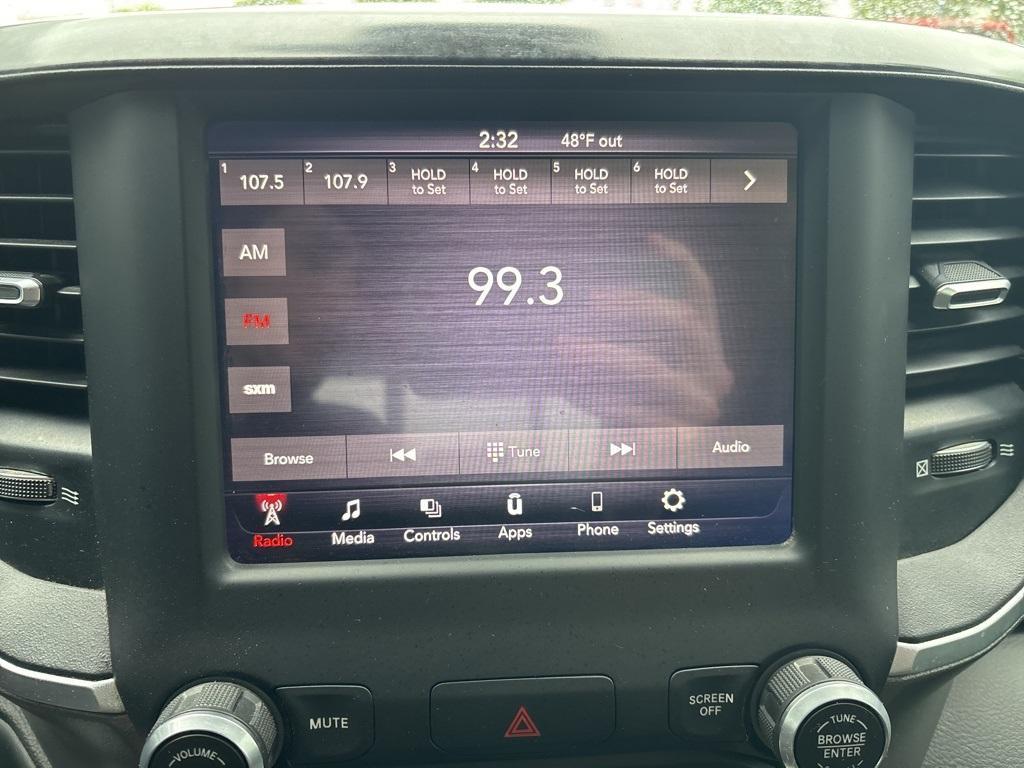 2:32 48°F out
1 107.5 2 107.9 3 HOLD to Set 4 HOLD to Set 5 HOLD to Set 6 HOLD to Set >
AM
99.3
FM
sxm
Browse Tune Audio
Radio Media Controls Apps Phone Settings
VOLUME MUTE SCREEN OFF TUNE BROWSE ENTER